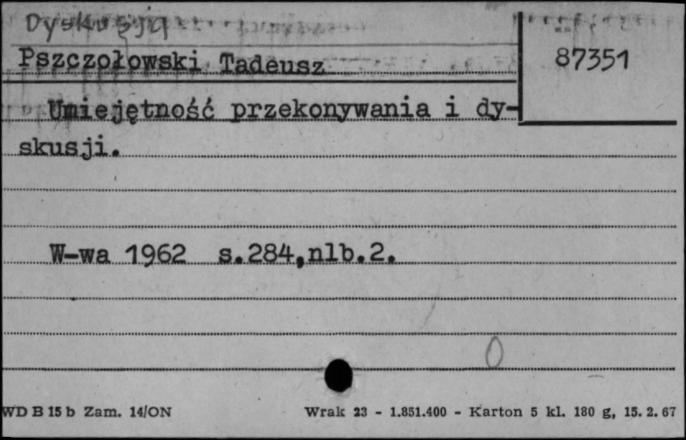 Dyskusja
Pszczołowski Tadeusz
87351
Umiejętność przekonywania i dy-
skusji.
W-wa 1962 s.284,nlb.2.
0
WD B 15 b Zam. 14/ON
Wrak 23 - 1.851.400 - Karton 5 kl. 180 g, 15. 2. 67